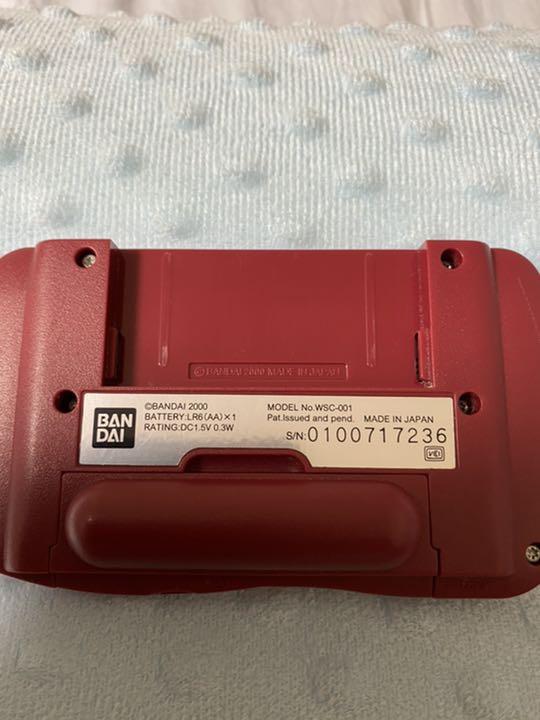 ©BANDAI 2000 MADE IN JAPAN
BAN
DAI
©BANDAI 2000
BATTERY:LR6(AA)×1
RATING:DC1.5V 0.3W
MODEL No.WSC-001
Pat.Issued and pend. MADE IN JAPAN
S/N:0100717236